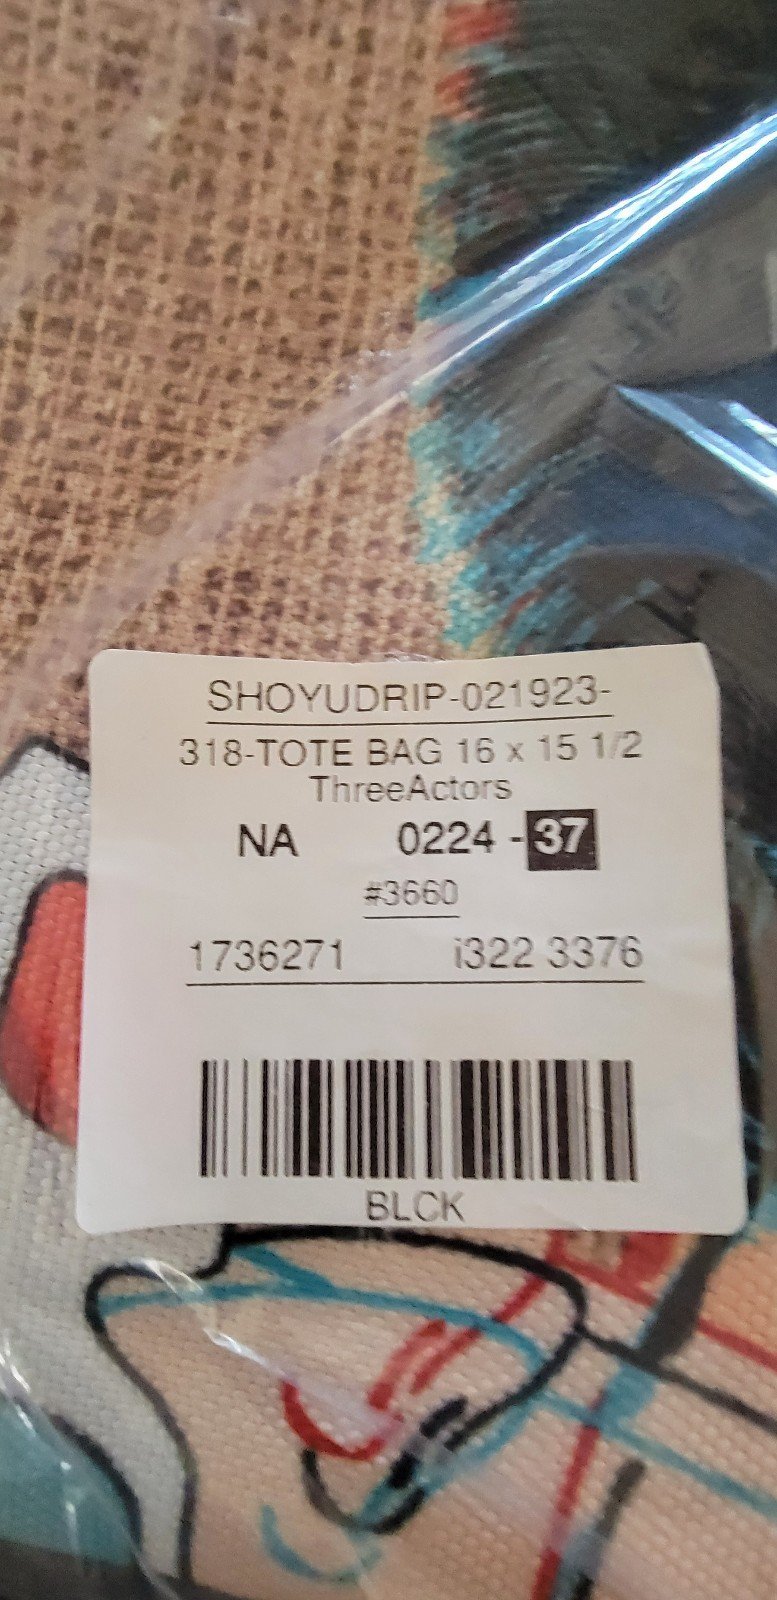 SHOYUDRIP-021923-
318-TOTE BAG 16 x 15 1/2
ThreeActors
NA 0224 - 37
#3660
1736271 i322 3376
BLCK